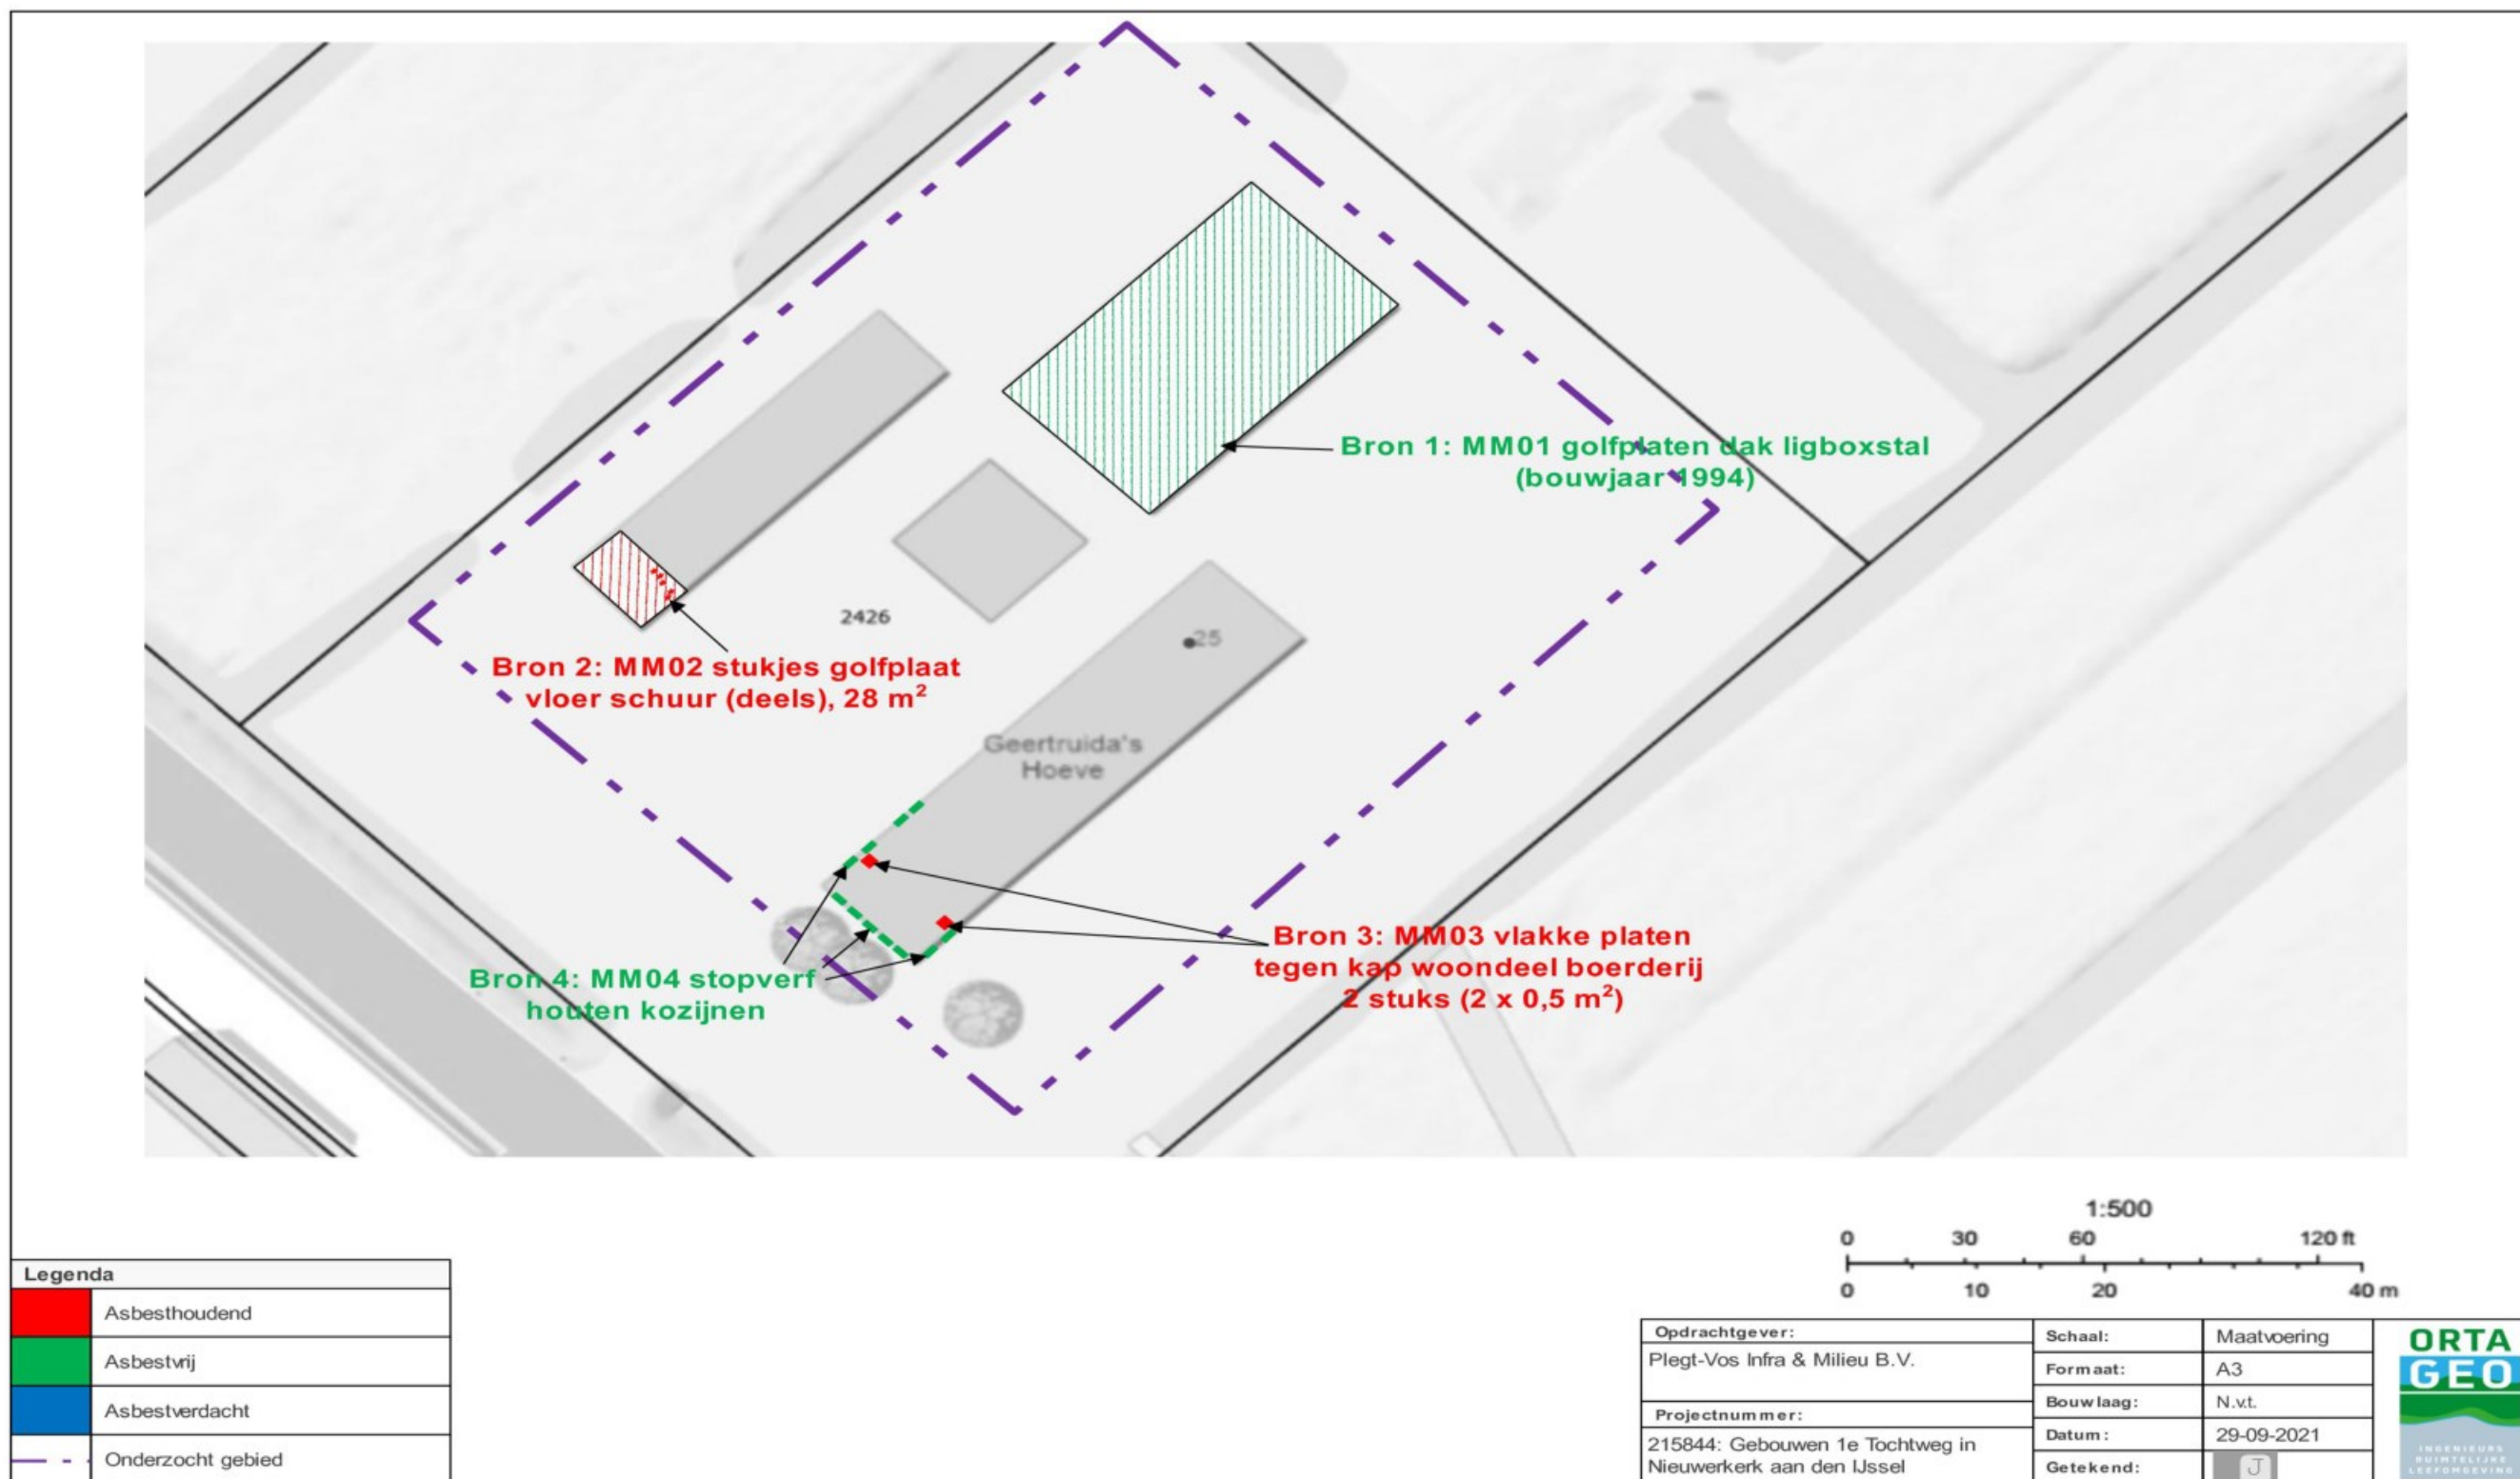 Bron 1: MM01 golfplaten dak ligboxstal
(bouwjaar 1994)
2426
25
Bron 2: MM02 stukjes golfplaat
vloer schuur (deels), 28 m²
Geertruida's
Hoeve
Bron 3: MM03 vlakke platen
tegen kap woondeel boerderij
2 stuks (2 x 0,5 m²)
Bron 4: MM04 stopverf
houten kozijnen
1:500
0 30 60 120 ft
0 10 20 40 m
Legenda
Asbesthoudend
Asbestvrij
Asbestverdacht
Onderzocht gebied
Opdrachtgever:
Plegt-Vos Infra & Milieu B.V.
Projectnummer:
215844: Gebouwen 1e Tochtweg in
Nieuwerkerk aan den IJssel
Schaal: Maatvoering
Formaat: A3
Bouwlaag: N.v.t.
Datum: 29-09-2021
Getekend: J
ORTA
GEO
INGENIEURS
RUIMTELIJKE
LEEFOMGEVING